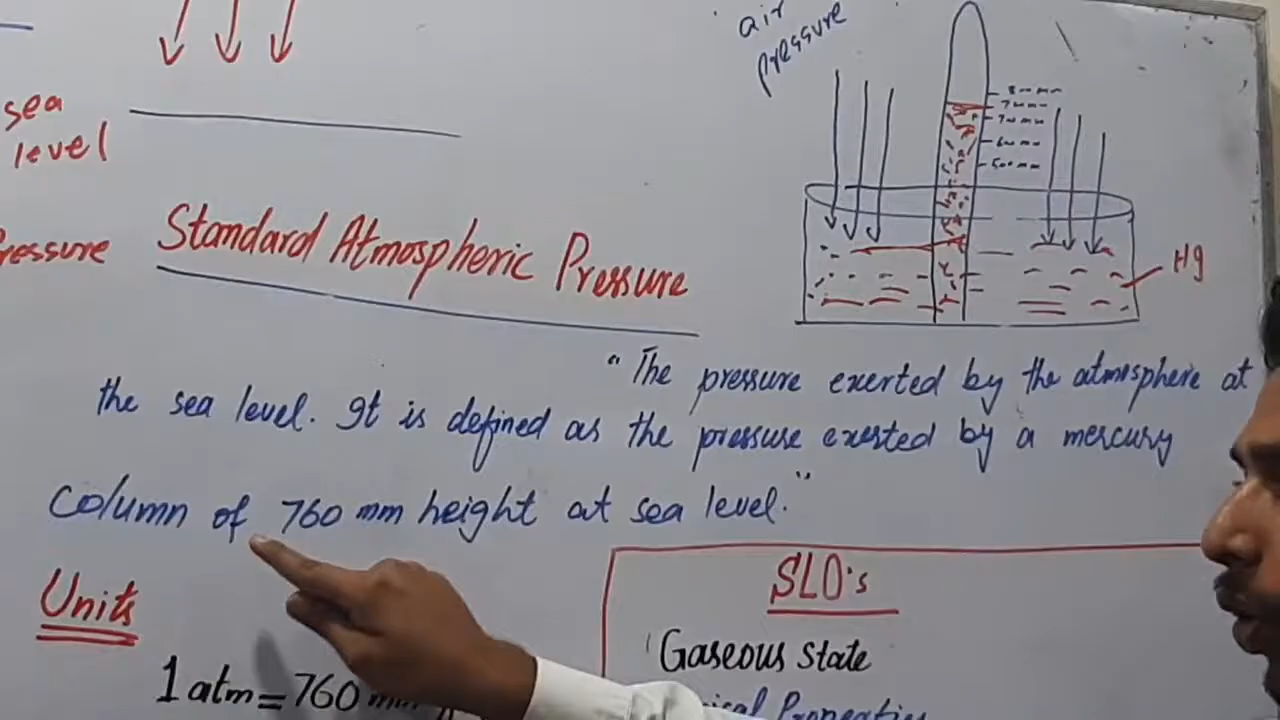 air
pressure
sea
level
Pressure
Standard Atmospheric Pressure
Hg
"The pressure exerted by the atmosphere at
the sea level. It is defined as the pressure exerted by a mercury
column of 760 mm height at sea level."
Units
1 atm = 760 mm
SLO's
Gaseous State
Properties